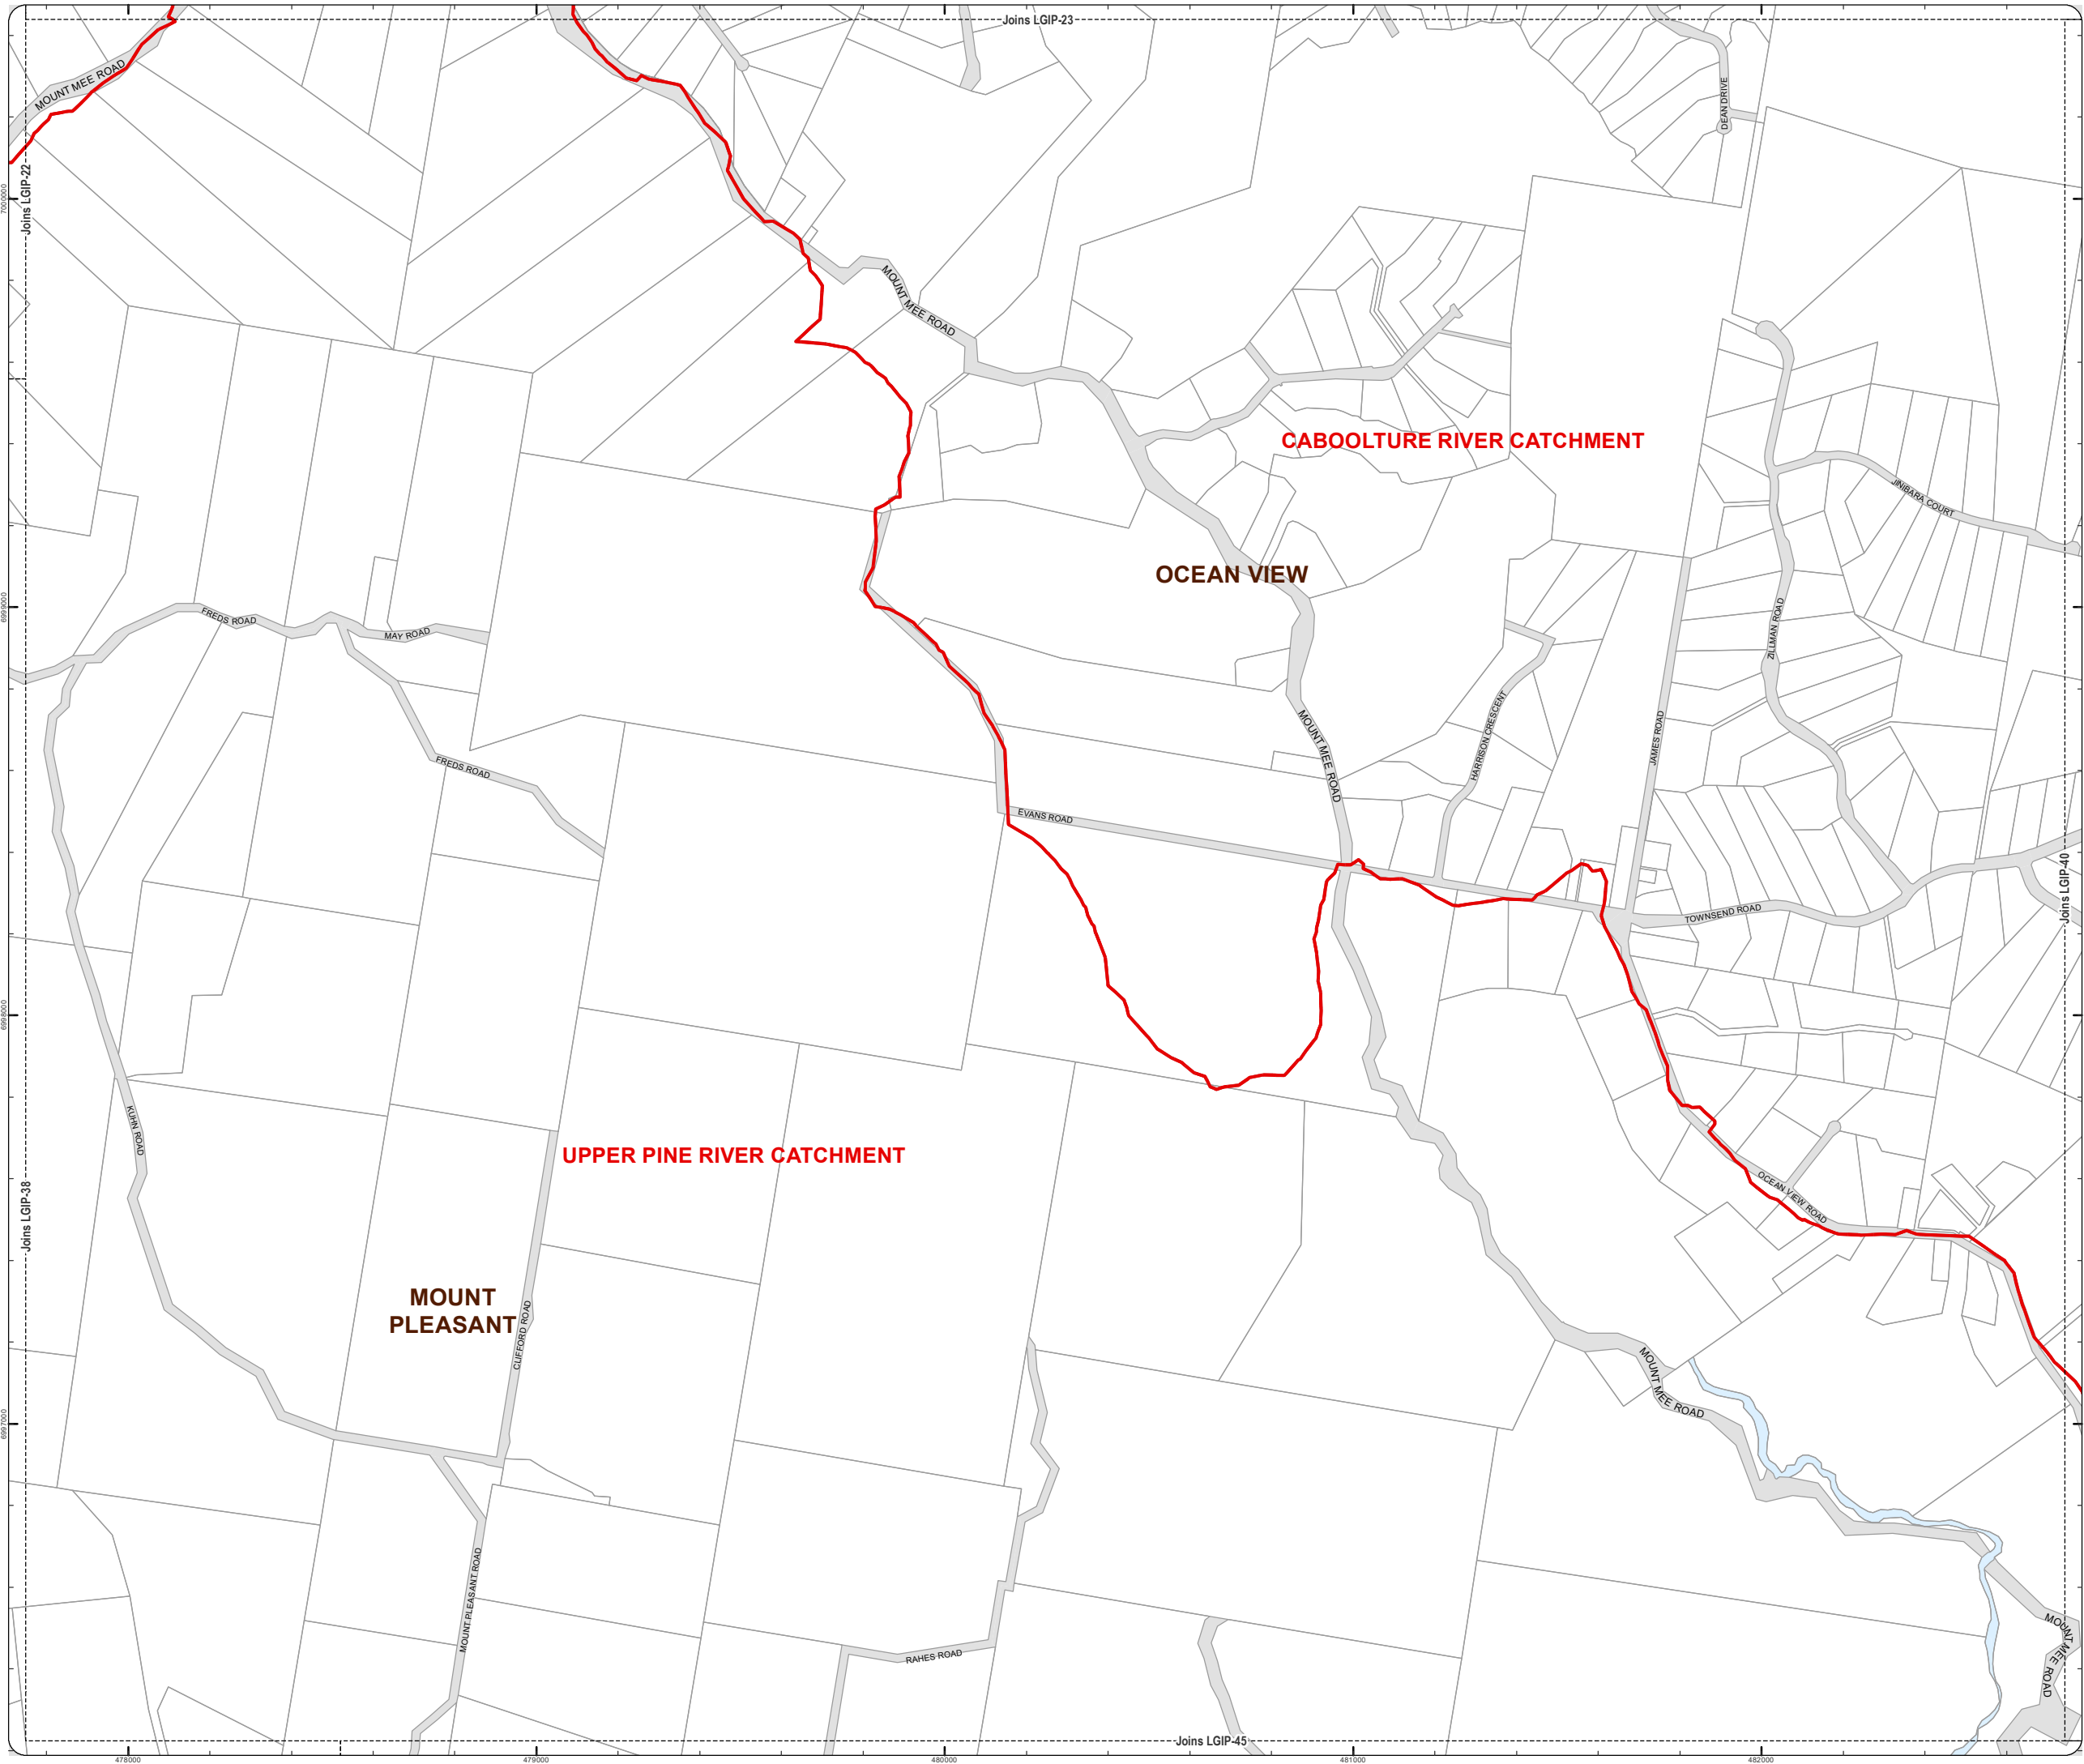 Joins LGIP-23
MOUNT MEE ROAD
DEAN DRIVE
Joins LGIP-22
7000000
MOUNT MEE ROAD
CABOOLTURE RIVER CATCHMENT
JINIBARA COURT
OCEAN VIEW
6999000
FREDS ROAD
MAY ROAD
ZILLMAN ROAD
HARRISON CRESCENT
JAMES ROAD
MOUNT MEE ROAD
FREDS ROAD
EVANS ROAD
TOWNSEND ROAD
Joins LGIP-40
6998000
KUHN ROAD
UPPER PINE RIVER CATCHMENT
OCEAN VIEW ROAD
Joins LGIP-38
MOUNT
PLEASANT
CLIFFORD ROAD
MOUNT MEE ROAD
6997000
MOUNT PLEASANT ROAD
RAHES ROAD
MOUNT MEE ROAD
Joins LGIP-45
478000
479000
480000
481000
482000